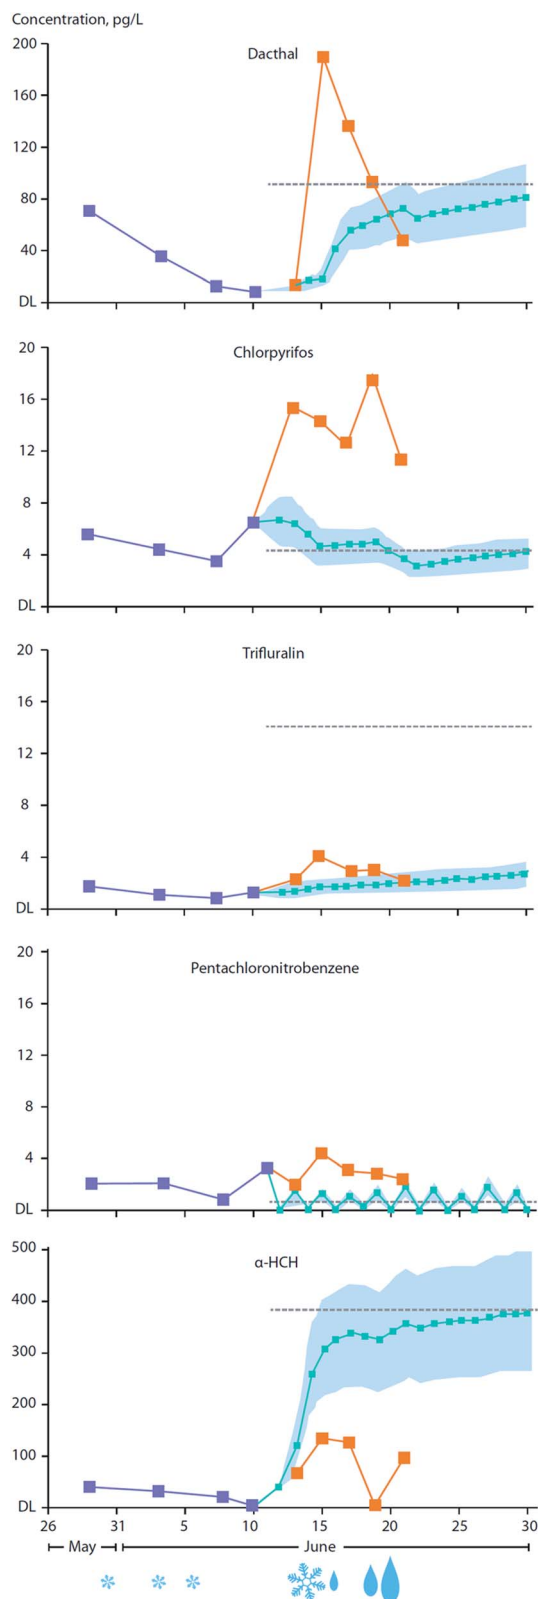 Concentration, pg/L
200
Dacthal
160
120
80
40
DL
20
Chlorpyrifos
16
12
8
4
DL
20
Trifluralin
16
12
8
4
DL
20
Pentachloronitrobenzene
16
12
8
4
DL
500
α-HCH
400
300
200
100
DL
26 31 5 10 15 20 25 30
May June